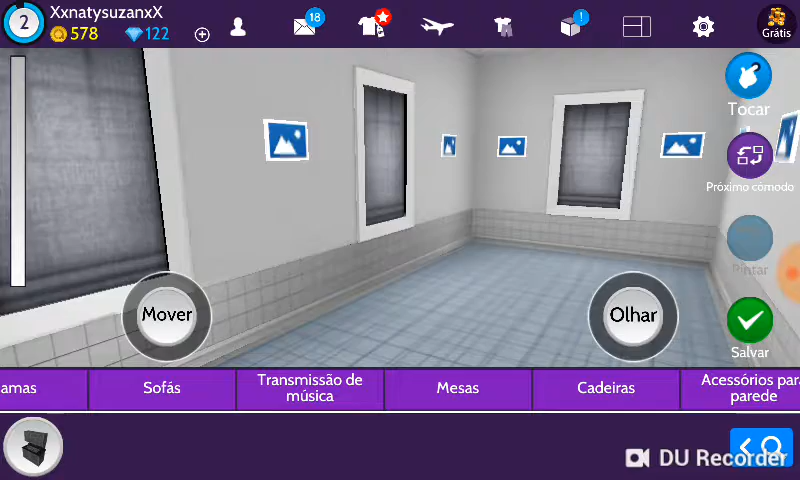 2
XxnatysuzanxX
578
122
18
!
Grátis
Tocar
Próximo cômodo
Pintar
Salvar
Mover
Olhar
amas
Sofás
Transmissão de
música
Mesas
Cadeiras
Acessórios para
parede
DU Recorder